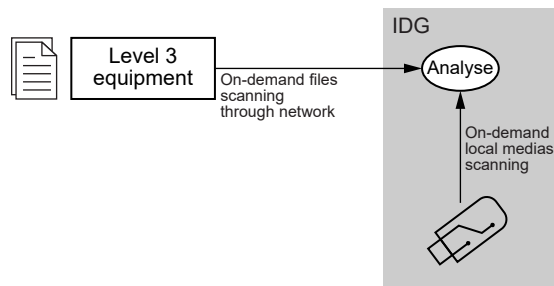 IDG
Level 3
equipment
Analyse
On-demand files
scanning
through network
On-demand
local medias
scanning